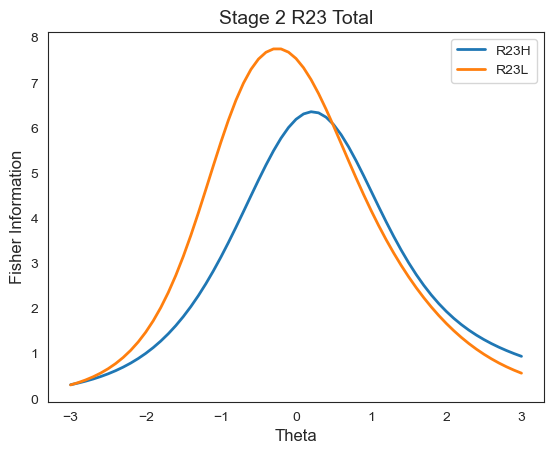 Stage 2 R23 Total
R23H
R23L
8
7
6
5
4
3
2
1
0
Fisher Information
−3 −2 −1 0 1 2 3
Theta